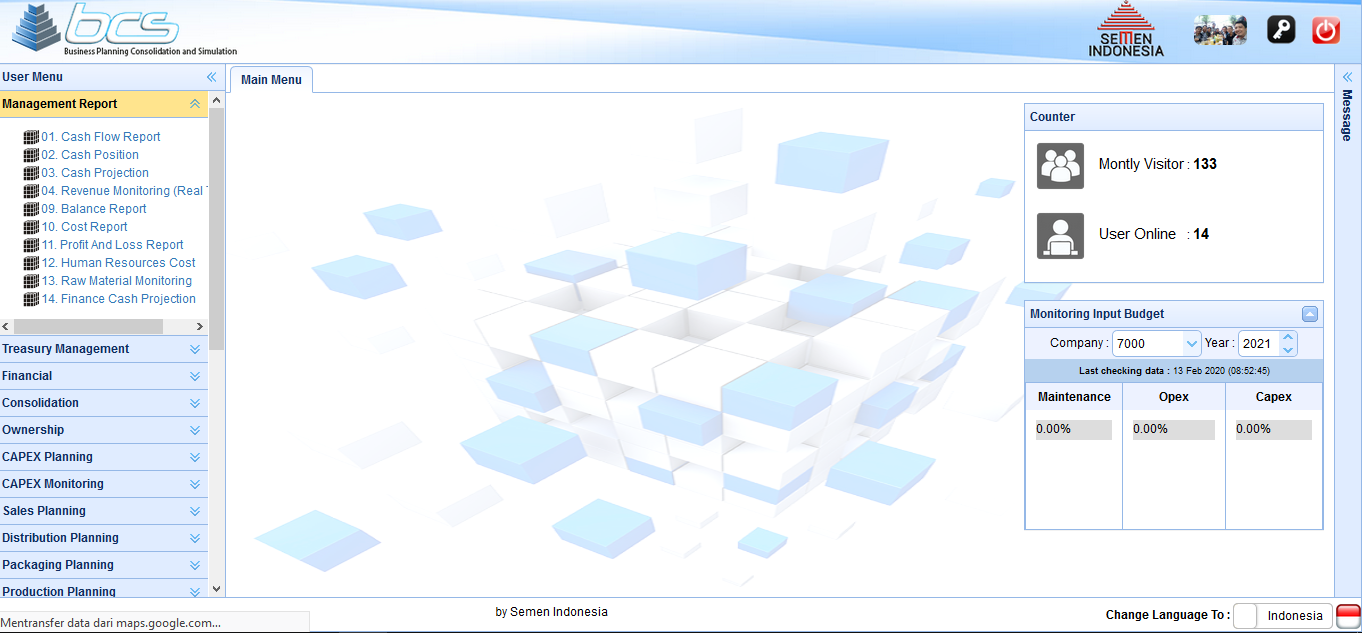 bcs
Business Planning Consolidation and Simulation
SEMEN
INDONESIA
User Menu
Main Menu
Message
Management Report
01. Cash Flow Report
02. Cash Position
03. Cash Projection
04. Revenue Monitoring (Real
09. Balance Report
10. Cost Report
11. Profit And Loss Report
12. Human Resources Cost
13. Raw Material Monitoring
14. Finance Cash Projection
Treasury Management
Financial
Consolidation
Ownership
CAPEX Planning
CAPEX Monitoring
Sales Planning
Distribution Planning
Packaging Planning
Production Planning
Counter
Montly Visitor : 133
User Online : 14
Monitoring Input Budget
Company : 7000 Year : 2021
Last checking data : 13 Feb 2020 (08:52:45)
Maintenance Opex Capex
0.00% 0.00% 0.00%
by Semen Indonesia
Change Language To : Indonesia
Mentransfer data dari maps.google.com...